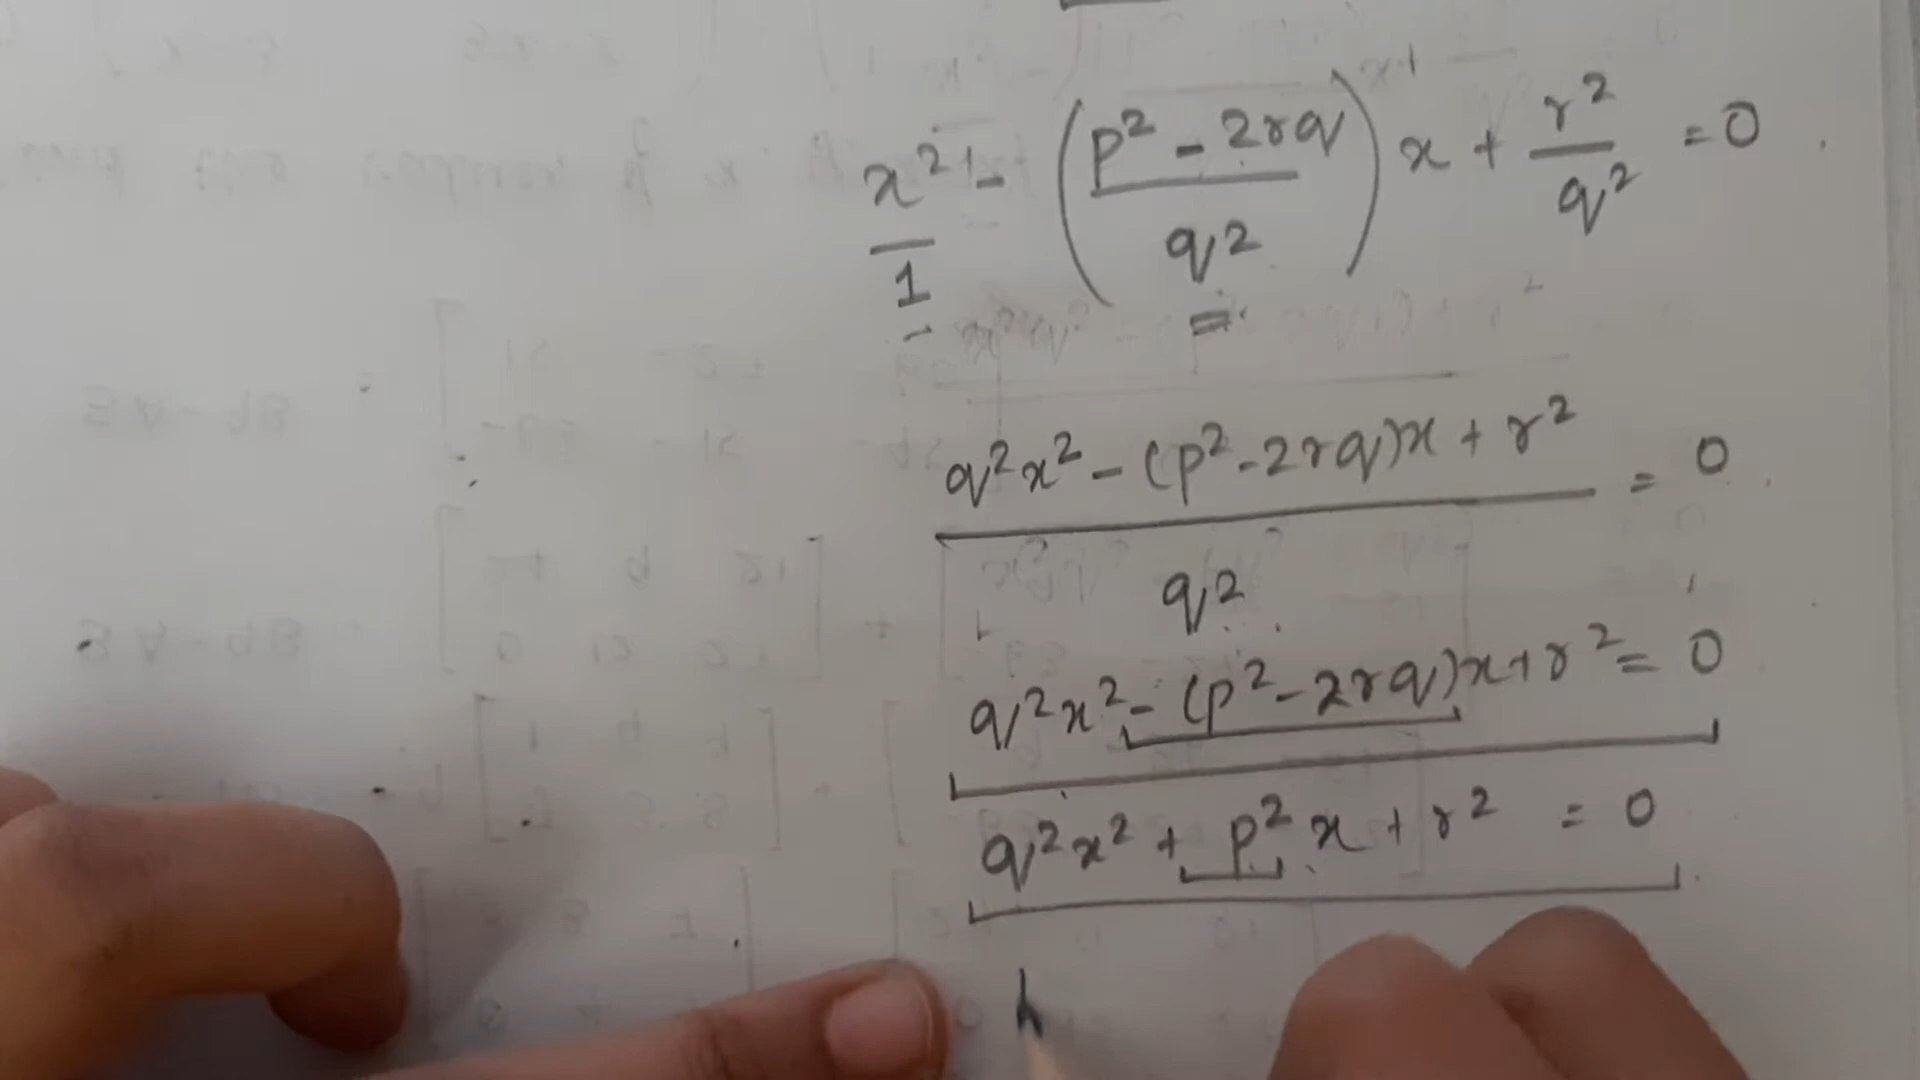 x²/1 - ((p² - 2rq)/q²) x + r²/q² = 0
(q²x² - (p² - 2rq)x + r²)/q² = 0
q²x² - (p² - 2rq)x + r² = 0
q²x² + p²x + r² = 0